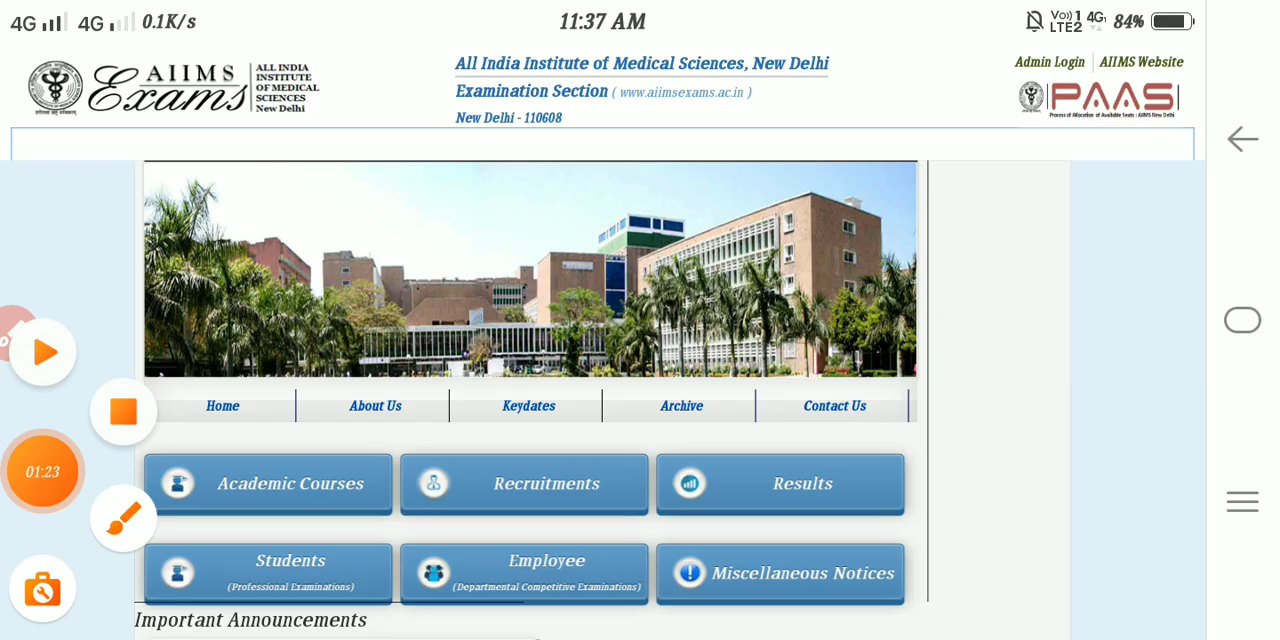 4G 4G 0.1K/s 11:37 AM Vo) 1 LTE2 4G 84%
AIIMS
Exams
ALL INDIA
INSTITUTE
OF MEDICAL
SCIENCES
New Delhi
All India Institute of Medical Sciences, New Delhi
Examination Section ( www.aiimsexams.ac.in )
New Delhi - 110608
Admin Login AIIMS Website
PAAS
Process of Allocation of Available Seats : AIIMS New Delhi
Home About Us Keydates Archive Contact Us
Academic Courses Recruitments Results
01:23
Students
(Professional Examinations)
Employee
(Departmental Competitive Examinations)
Miscellaneous Notices
Important Announcements